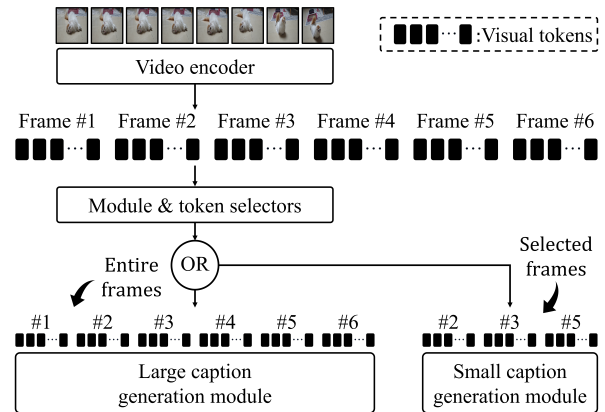 :Visual tokens
Video encoder
Frame #1 Frame #2 Frame #3 Frame #4 Frame #5 Frame #6
Module & token selectors
OR
Entire
frames
Selected
frames
#1 #2 #3 #4 #5 #6
#2 #3 #5
Large caption
generation module
Small caption
generation module